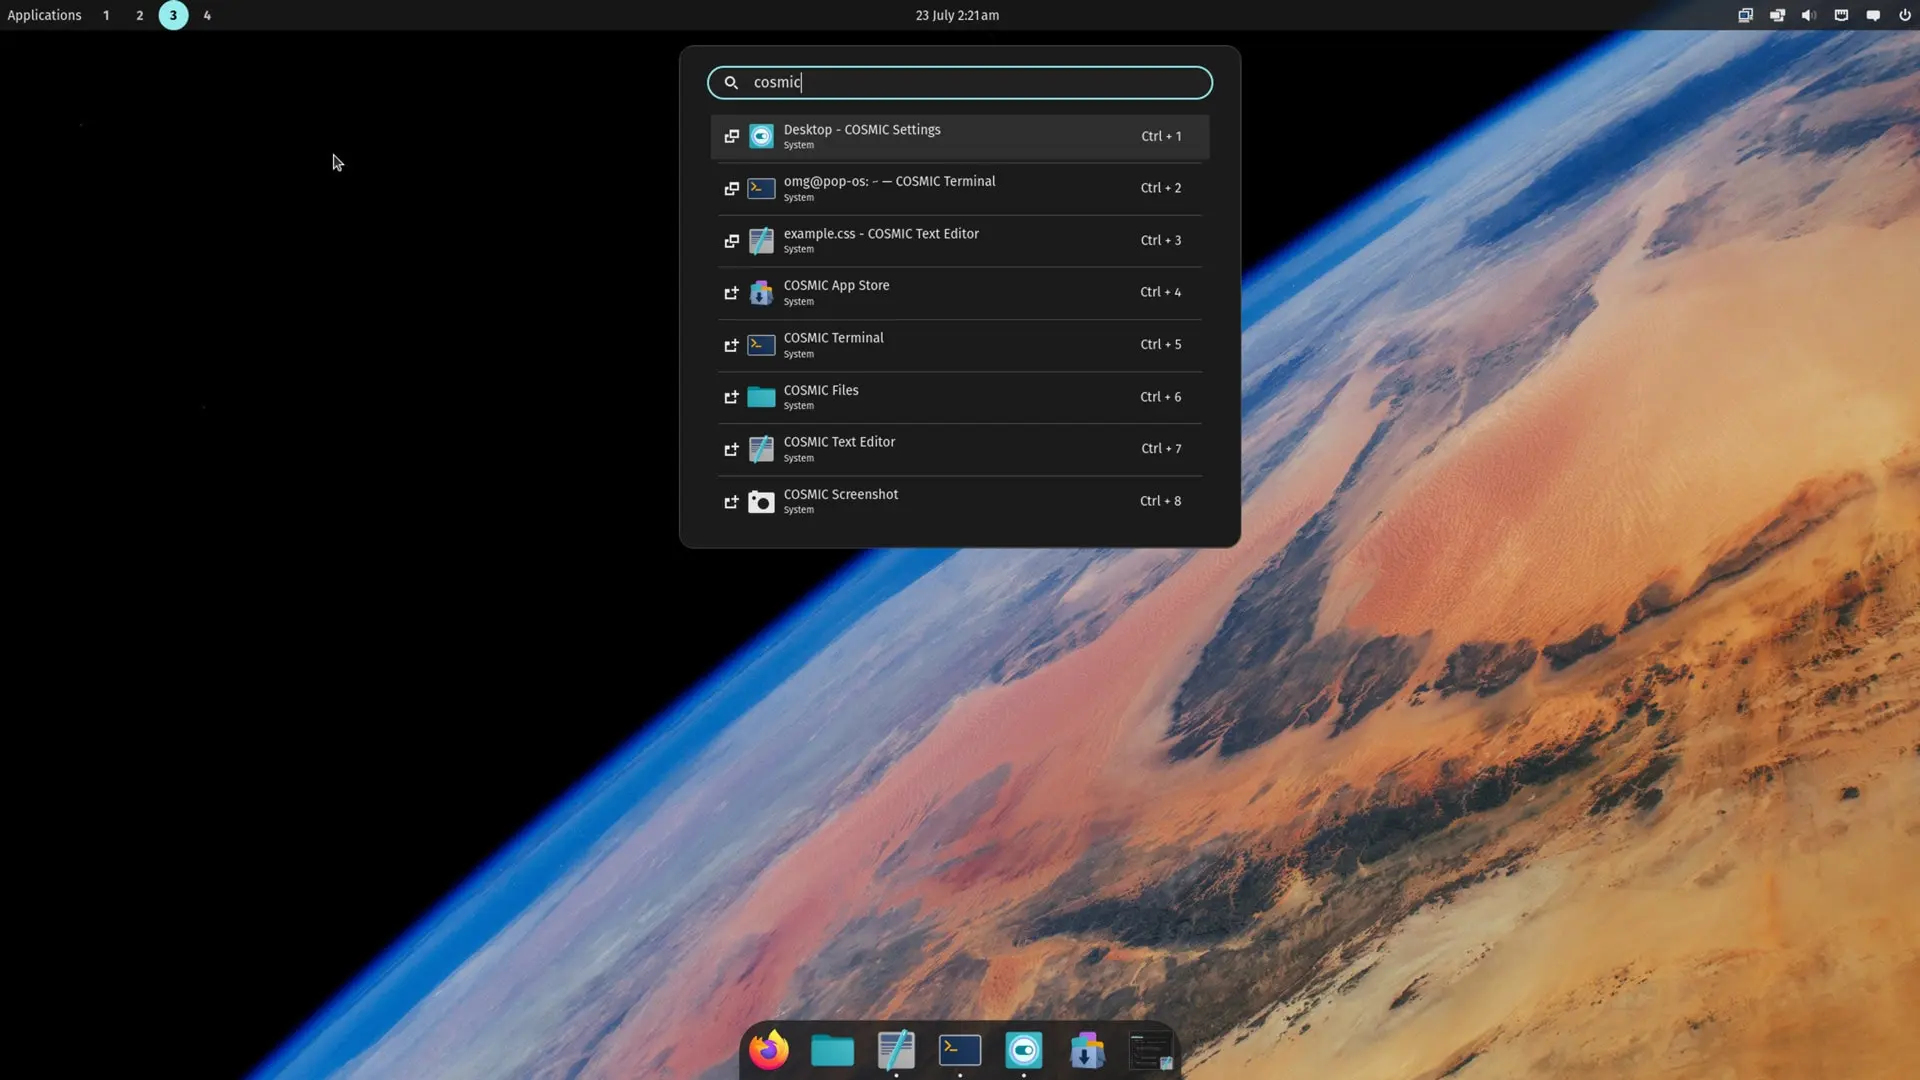 Applications 1 2 3 4 23 July 2:21am
cosmic
Desktop - COSMIC Settings Ctrl + 1
System
omg@pop-os: ~ — COSMIC Terminal Ctrl + 2
System
example.css - COSMIC Text Editor Ctrl + 3
System
COSMIC App Store Ctrl + 4
System
COSMIC Terminal Ctrl + 5
System
COSMIC Files Ctrl + 6
System
COSMIC Text Editor Ctrl + 7
System
COSMIC Screenshot Ctrl + 8
System